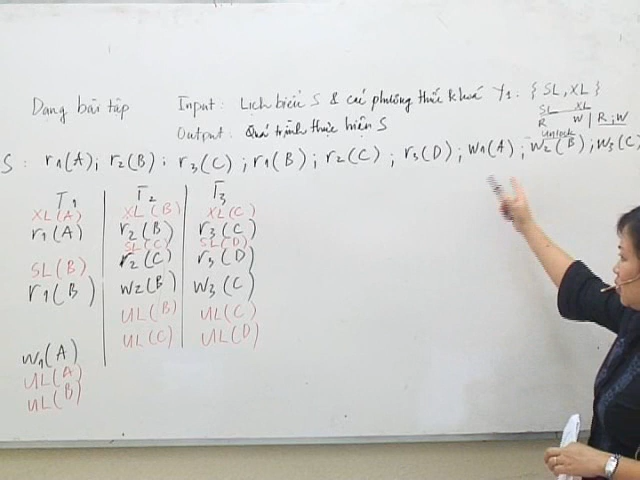 Dạng bài tập Input: Lịch biểu S & các phương thức khoá Y1: { SL, XL }
SL XL
R W | R, W
Output: Quá trình thực hiện S Unlock
S: r1(A); r2(B); r3(C); r1(B); r2(C); r3(D); w1(A); w2(B); w3(C)
T1 T2 T3
XL(A) XL(B) XL(C)
r1(A) r2(B) r3(C)
SL(C) SL(D)
SL(B) r2(C) r3(D)
r1(B) w2(B) w3(C)
UL(B) UL(C)
UL(C) UL(D)
w1(A)
UL(A)
UL(B)